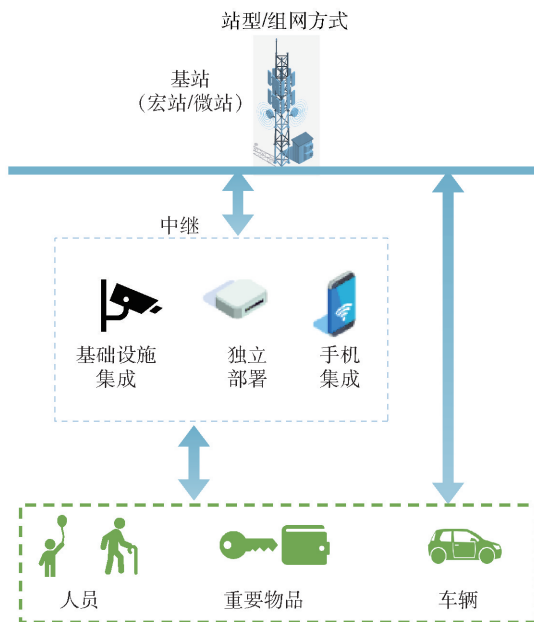 站型/组网方式
基站
（宏站/微站）
中继
基础设施
集成
独立
部署
手机
集成
人员
重要物品
车辆